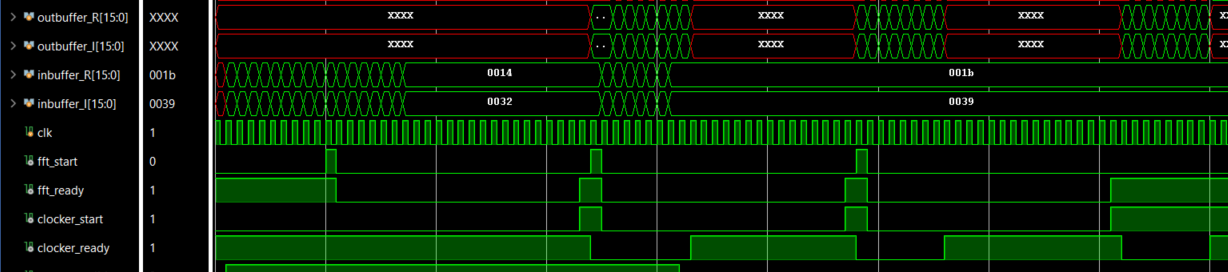 outbuffer_R[15:0] XXXX XXXX .. XXXX XXXX X
outbuffer_I[15:0] XXXX XXXX .. XXXX XXXX X
inbuffer_R[15:0] 001b 0014 001b
inbuffer_I[15:0] 0039 0032 0039
clk 1
fft_start 0
fft_ready 1
clocker_start 1
clocker_ready 1